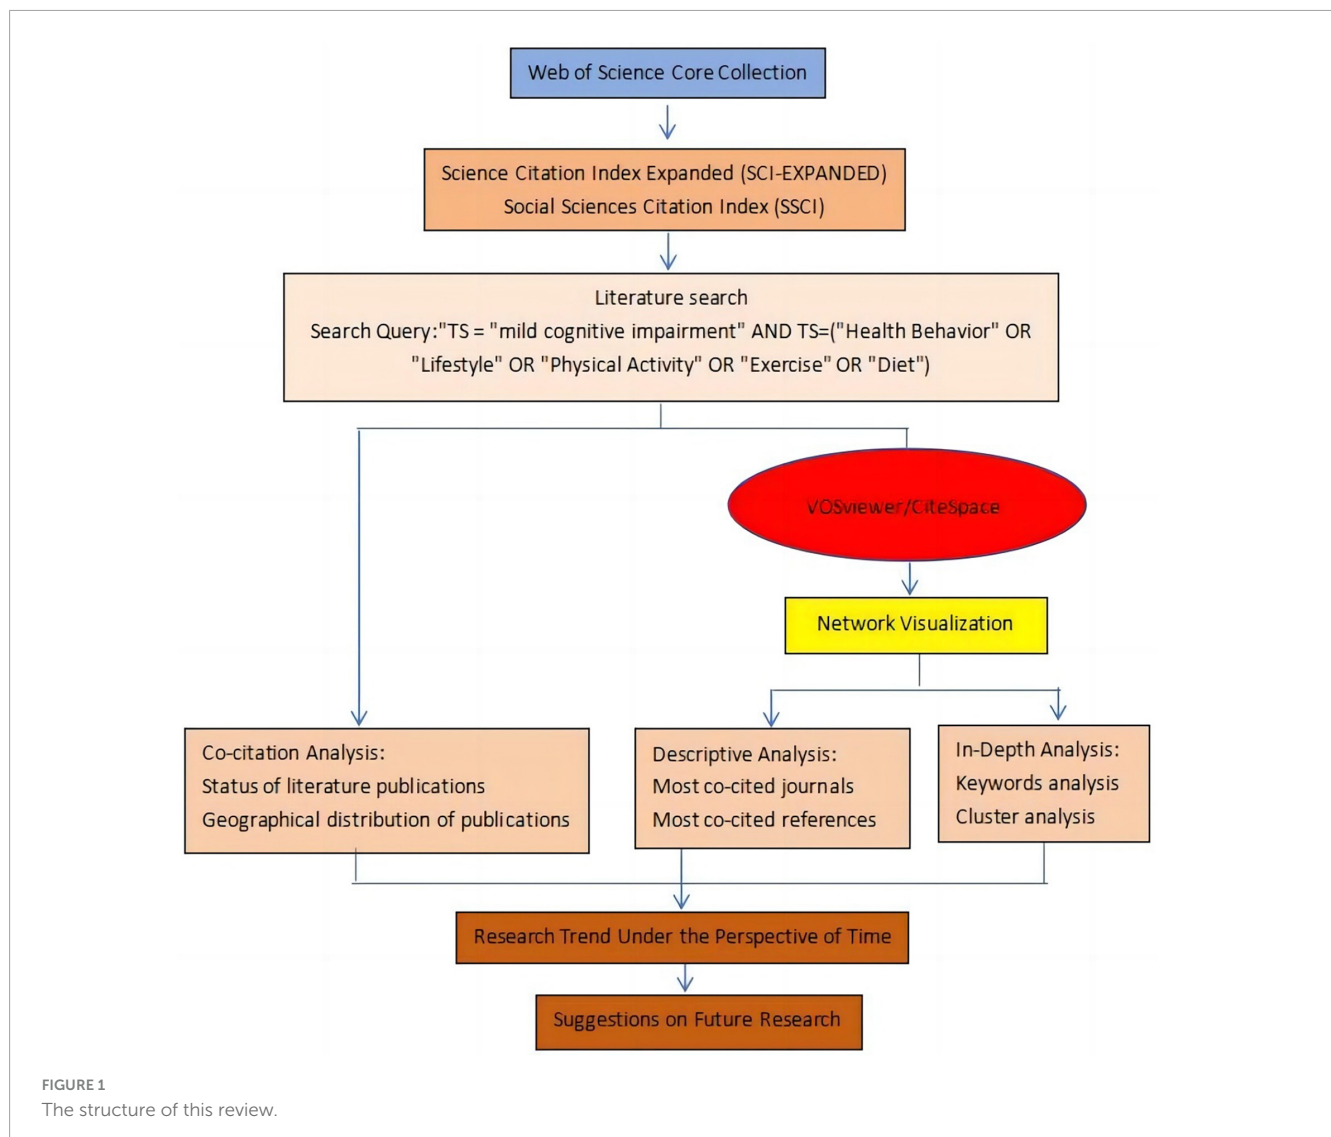 Web of Science Core Collection
Science Citation Index Expanded (SCI-EXPANDED)
Social Sciences Citation Index (SSCI)
Literature search
Search Query:"TS = "mild cognitive impairment" AND TS=("Health Behavior" OR
"Lifestyle" OR "Physical Activity" OR "Exercise" OR "Diet")
VOSviewer/CiteSpace
Network Visualization
Co-citation Analysis:
Status of literature publications
Geographical distribution of publications
Descriptive Analysis:
Most co-cited journals
Most co-cited references
In-Depth Analysis:
Keywords analysis
Cluster analysis
Research Trend Under the Perspective of Time
Suggestions on Future Research
FIGURE 1
The structure of this review.